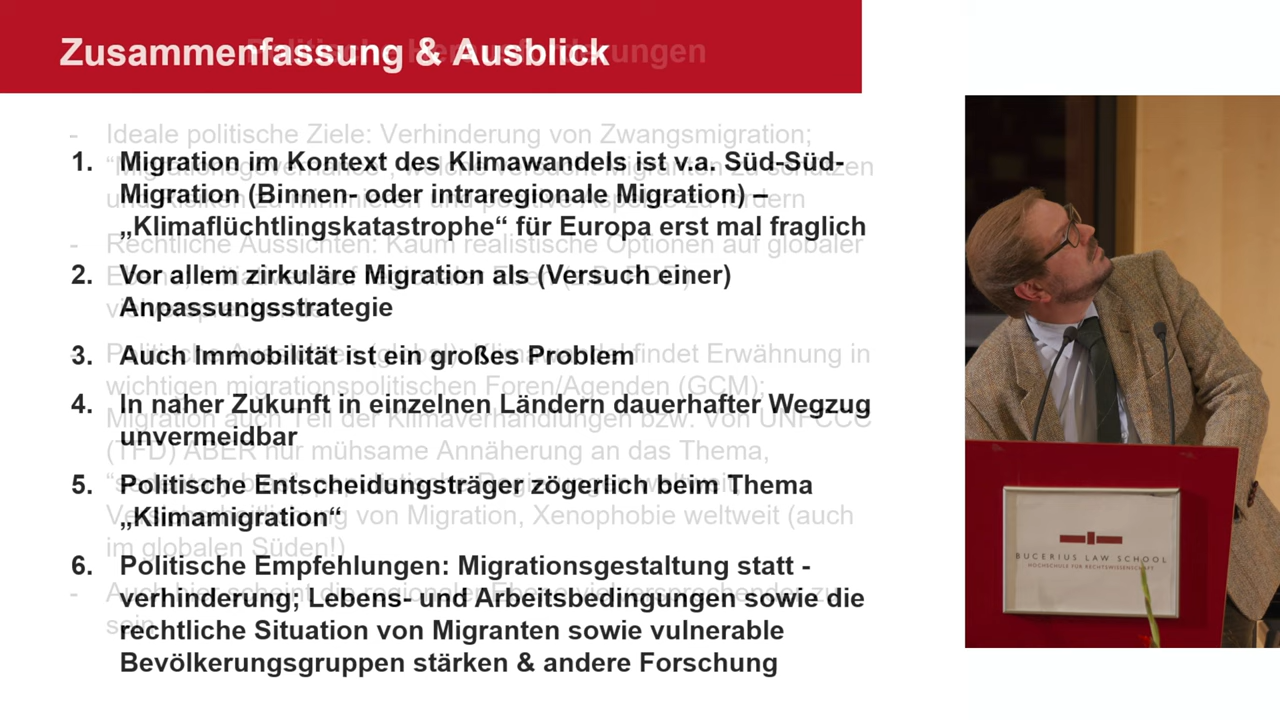 Zusammenfassung & Ausblick
1. Migration im Kontext des Klimawandels ist v.a. Süd-Süd-
Migration (Binnen- oder intraregionale Migration) –
„Klimaflüchtlingskatastrophe“ für Europa erst mal fraglich
2. Vor allem zirkuläre Migration als (Versuch einer)
Anpassungsstrategie
3. Auch Immobilität ist ein großes Problem
4. In naher Zukunft in einzelnen Ländern dauerhafter Wegzug
unvermeidbar
5. Politische Entscheidungsträger zögerlich beim Thema
„Klimamigration“
6. Politische Empfehlungen: Migrationsgestaltung statt -
verhinderung; Lebens- und Arbeitsbedingungen sowie die
rechtliche Situation von Migranten sowie vulnerable
Bevölkerungsgruppen stärken & andere Forschung
- Ideale politische Ziele: Verhinderung von Zwangsmigration;
- Rechtliche Aussichten: Kaum realistische Optionen auf globaler
findet Erwähnung in
wichtigen migrationspolitischen Foren/Agenden (GCM);
Migration auch Teil der Klimaverhandlungen bzw. von UNFCCC
(TFD) ABER nur mühsame Annäherung an das Thema,
von Migration, Xenophobie weltweit (auch
im globalen Süden!)
BUCERIUS LAW SCHOOL
HOCHSCHULE FÜR RECHTSWISSENSCHAFT